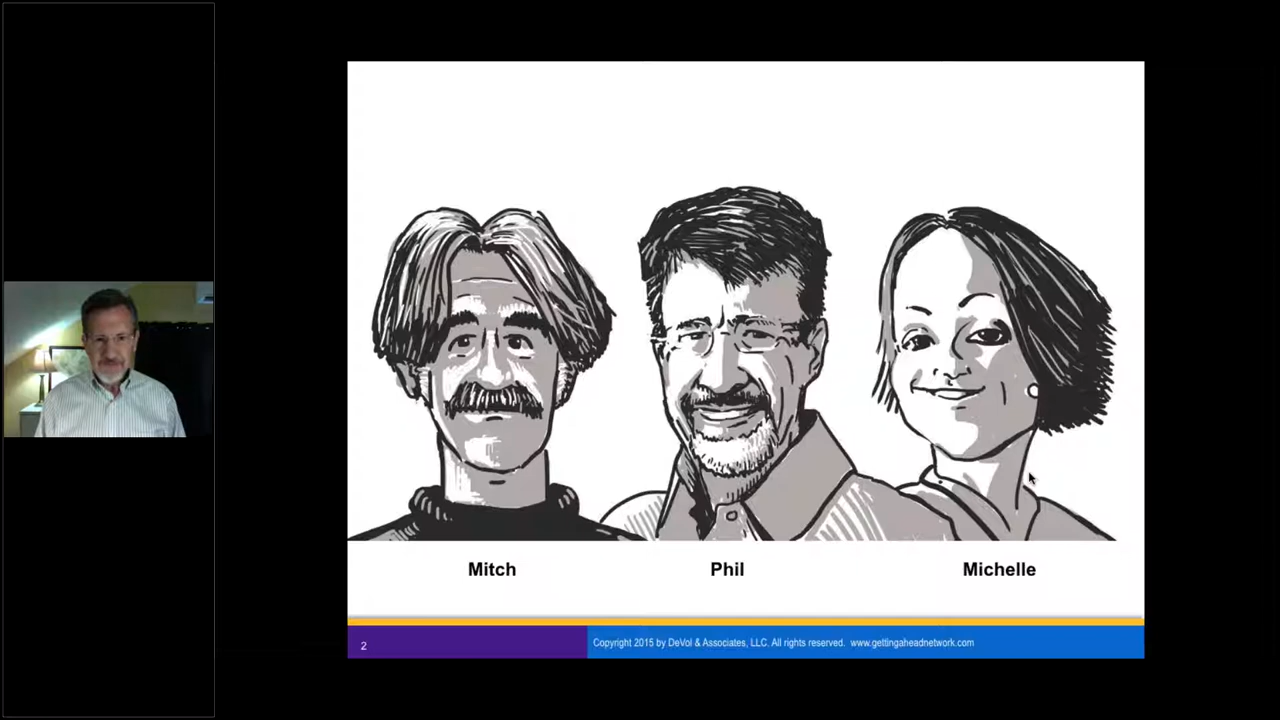 Mitch
Phil
Michelle
2
Copyright 2015 by DeVol & Associates, LLC. All rights reserved. www.gettingaheadnetwork.com